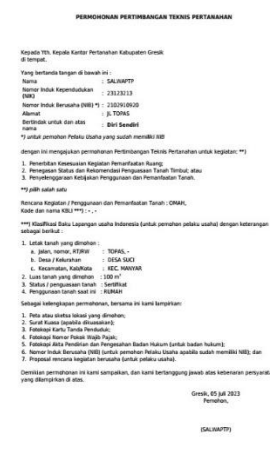 PERMOHONAN PERTIMBANGAN TEKNIS PERTANAHAN
Kepada Yth. Kepala Kantor Pertanahan Kabupaten Gresik
di tempat.
Yang bertanda tangan di bawah ini :
Nama : SALWAPTP
Nomor Induk Kependudukan (NIK) : 23123213
Nomor Induk Berusaha (NIB) *) : 2102910920
Alamat : JL TOPAS
Bertindak untuk dan atas nama : Diri Sendiri
*) untuk pemohon Pelaku Usaha yang sudah memiliki NIB
dengan ini mengajukan permohonan Pertimbangan Teknis Pertanahan untuk kegiatan: **)
1. Penerbitan Kesesuaian Kegiatan Pemanfaatan Ruang;
2. Penegasan Status dan Rekomendasi Penguasaan Tanah Timbul; atau
3. Penyelenggaraan Kebijakan Penggunaan dan Pemanfaatan Tanah.
**) pilih salah satu
Rencana Kegiatan / Penggunaan dan Pemanfaatan Tanah : OMAH,
Kode dan nama KBLI ***) : - , -
***) Klasifikasi Baku Lapangan usaha Indonesia (untuk pemohon pelaku usaha) dengan keterangan
sebagai berikut :
1. Letak tanah yang dimohon :
a. Jalan, nomor, RT/RW : TOPAS, -
b. Desa / Kelurahan : DESA SUCI
c. Kecamatan, Kab/Kota : KEC. MANYAR
2. Luas tanah yang dimohon : 100 m²
3. Status / penguasaan tanah : Sertifikat
4. Penggunaan tanah saat ini : RUMAH
Sebagai kelengkapan permohonan, bersama ini kami lampirkan:
1. Peta atau sketsa lokasi yang dimohon;
2. Surat Kuasa (apabila dikuasakan);
3. Fotokopi Kartu Tanda Penduduk;
4. Fotokopi Nomor Pokok Wajib Pajak;
5. Fotokopi Akta Pendirian dan Pengesahan Badan Hukum (untuk badan hukum);
6. Nomor Induk Berusaha (NIB) (untuk pemohon Pelaku Usaha apabila sudah memiliki NIB); dan
7. Proposal rencana kegiatan berusaha (untuk pelaku usaha).
Demikian permohonan ini kami sampaikan, dan kami bertanggung jawab atas kebenaran persyarata
yang dilampirkan di atas.
Gresik, 05 Juli 2023
Pemohon,
(SALWAPTP)